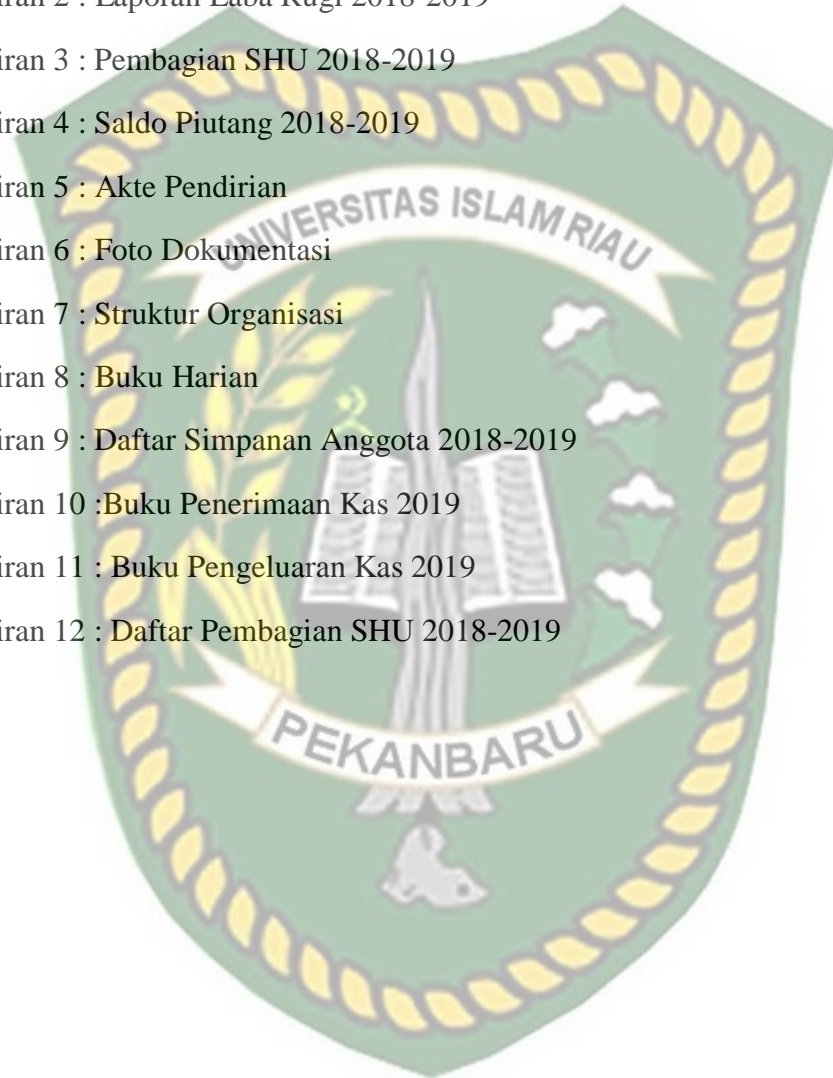 iran 2 : Laporan Laba Rugi 2018-2019
iran 3 : Pembagian SHU 2018-2019
iran 4 : Saldo Piutang 2018-2019
iran 5 : Akte Pendirian
iran 6 : Foto Dokumentasi
iran 7 : Struktur Organisasi
iran 8 : Buku Harian
iran 9 : Daftar Simpanan Anggota 2018-2019
iran 10 :Buku Penerimaan Kas 2019
iran 11 : Buku Pengeluaran Kas 2019
iran 12 : Daftar Pembagian SHU 2018-2019
UNIVERSITAS ISLAM RIAU
PEKANBARU